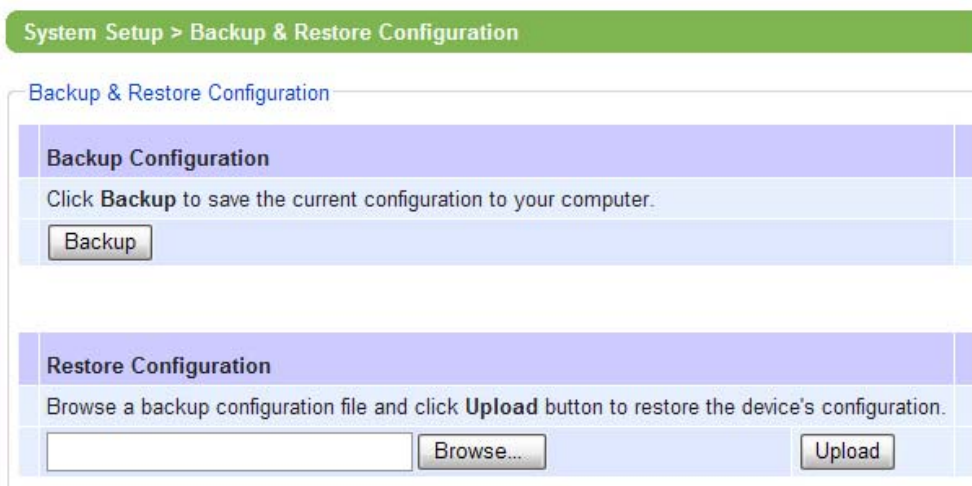 System Setup > Backup & Restore Configuration
Backup & Restore Configuration
Backup Configuration
Click Backup to save the current configuration to your computer.
Backup
Restore Configuration
Browse a backup configuration file and click Upload button to restore the device's configuration.
Browse... Upload